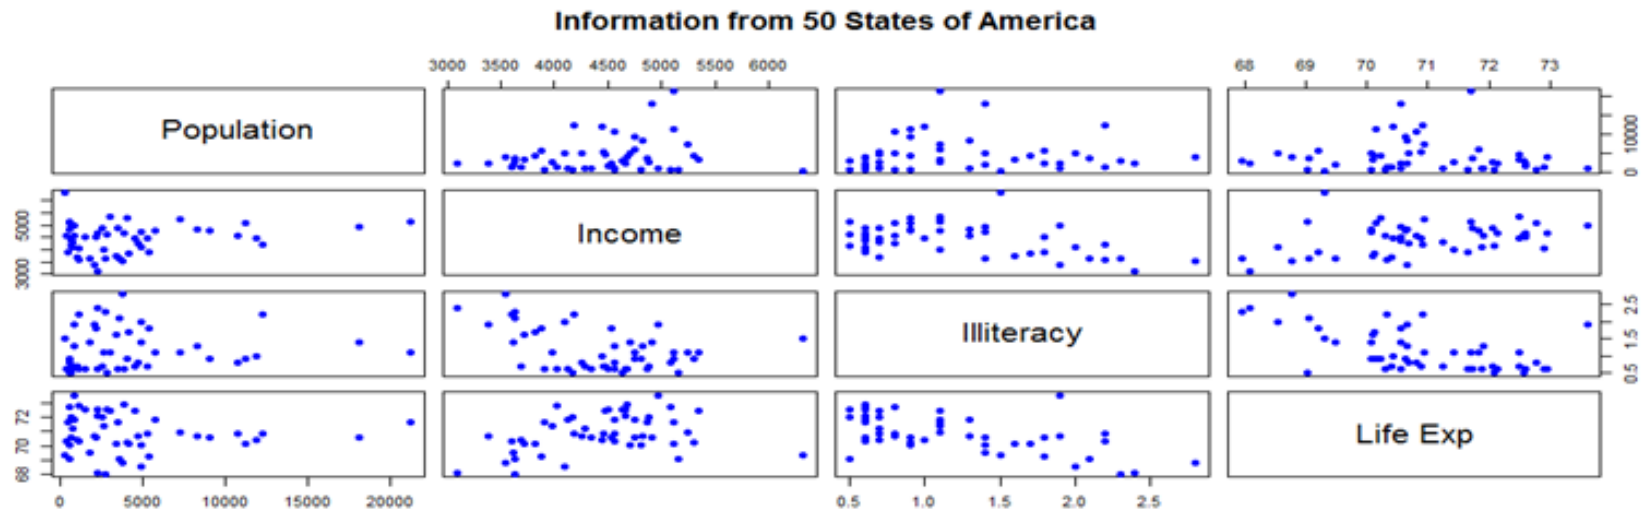 Information from 50 States of America
3000 3500 4000 4500 5000 5500 6000
68 69 70 71 72 73
Population
0 10000
3000 5000
Income
Illiteracy
0.5 1.5 2.5
68 70 72
Life Exp
0 5000 10000 15000 20000
0.5 1.0 1.5 2.0 2.5